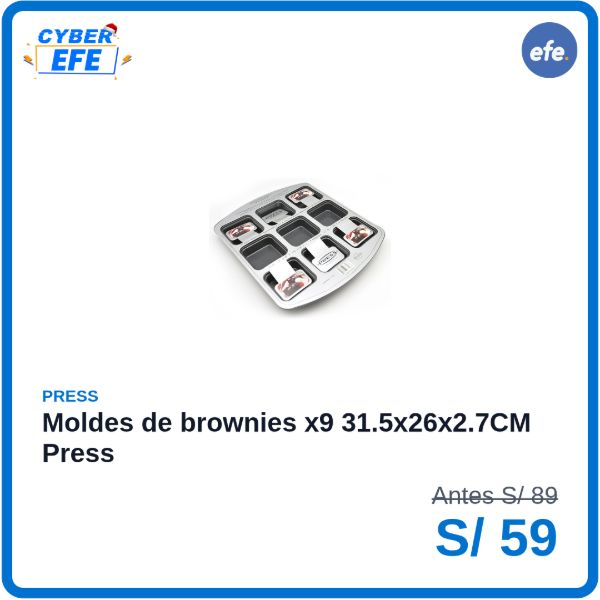 CYBER
EFE
efe.
PRESS
Moldes de brownies x9 31.5x26x2.7CM
Press
Antes S/ 89
S/ 59